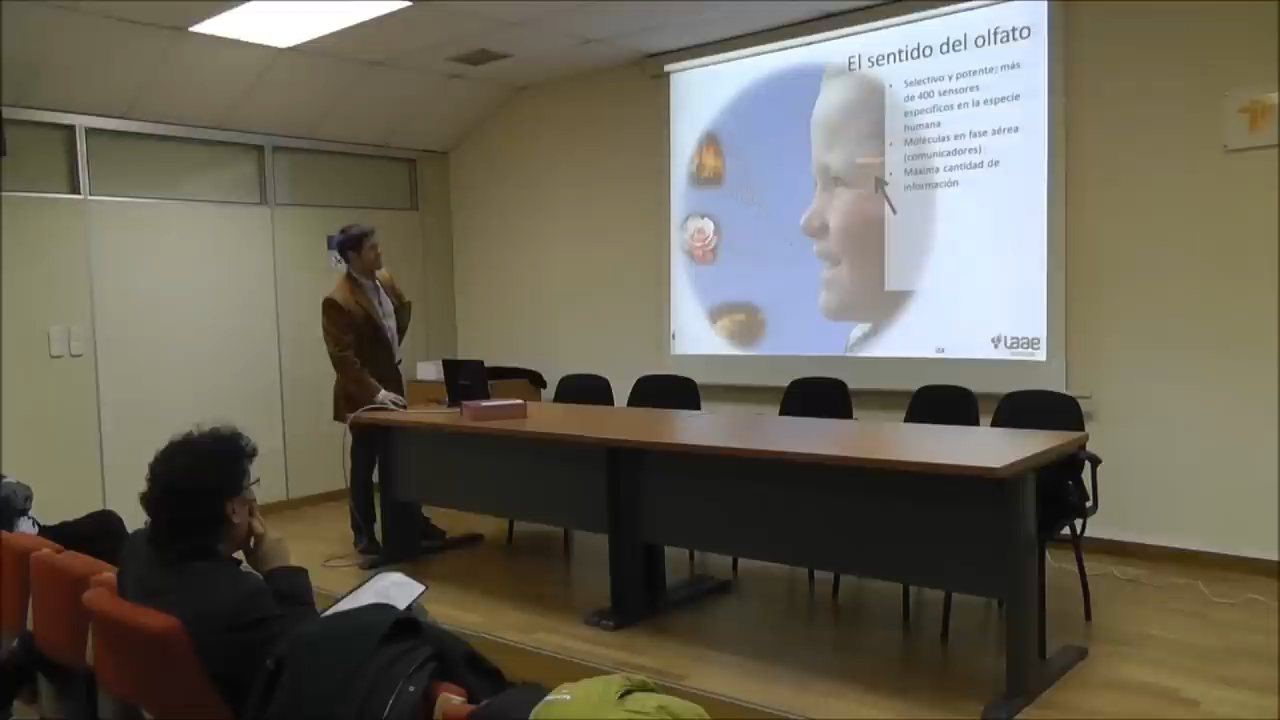 El sentido del olfato
• Selectivo y potente; más
de 400 sensores
específicos en la especie
humana
• Moléculas en fase aérea
(comunicadores)
• Máxima cantidad de
información
Laae